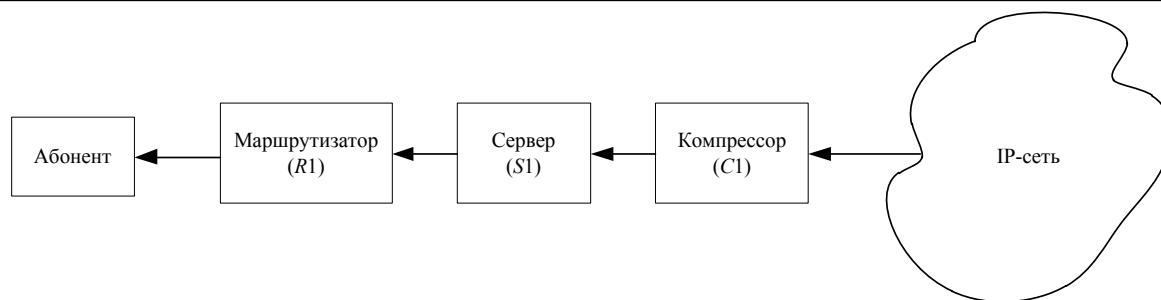 Абонент
Маршрутизатор
(R1)
Сервер
(S1)
Компрессор
(C1)
IP-сеть